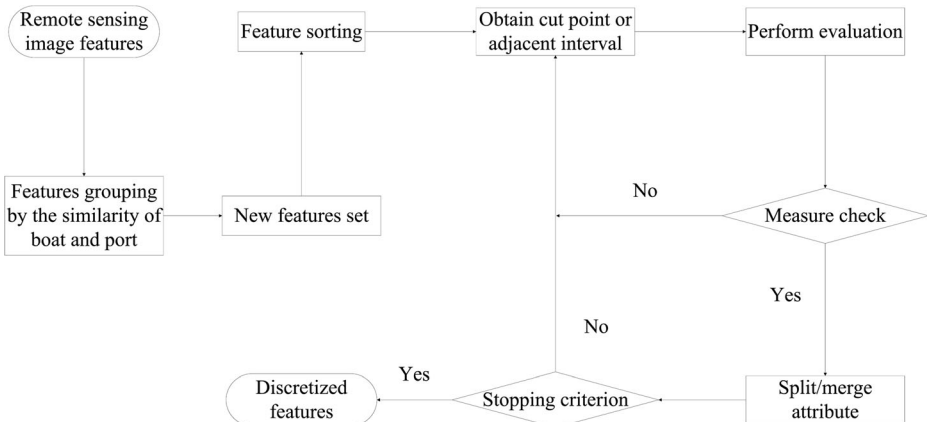 Remote sensing
image features
Feature sorting
Obtain cut point or
adjacent interval
Perform evaluation
Features grouping
by the similarity of
boat and port
New features set
No
Measure check
Yes
No
Yes
Discretized
features
Stopping criterion
Split/merge
attribute